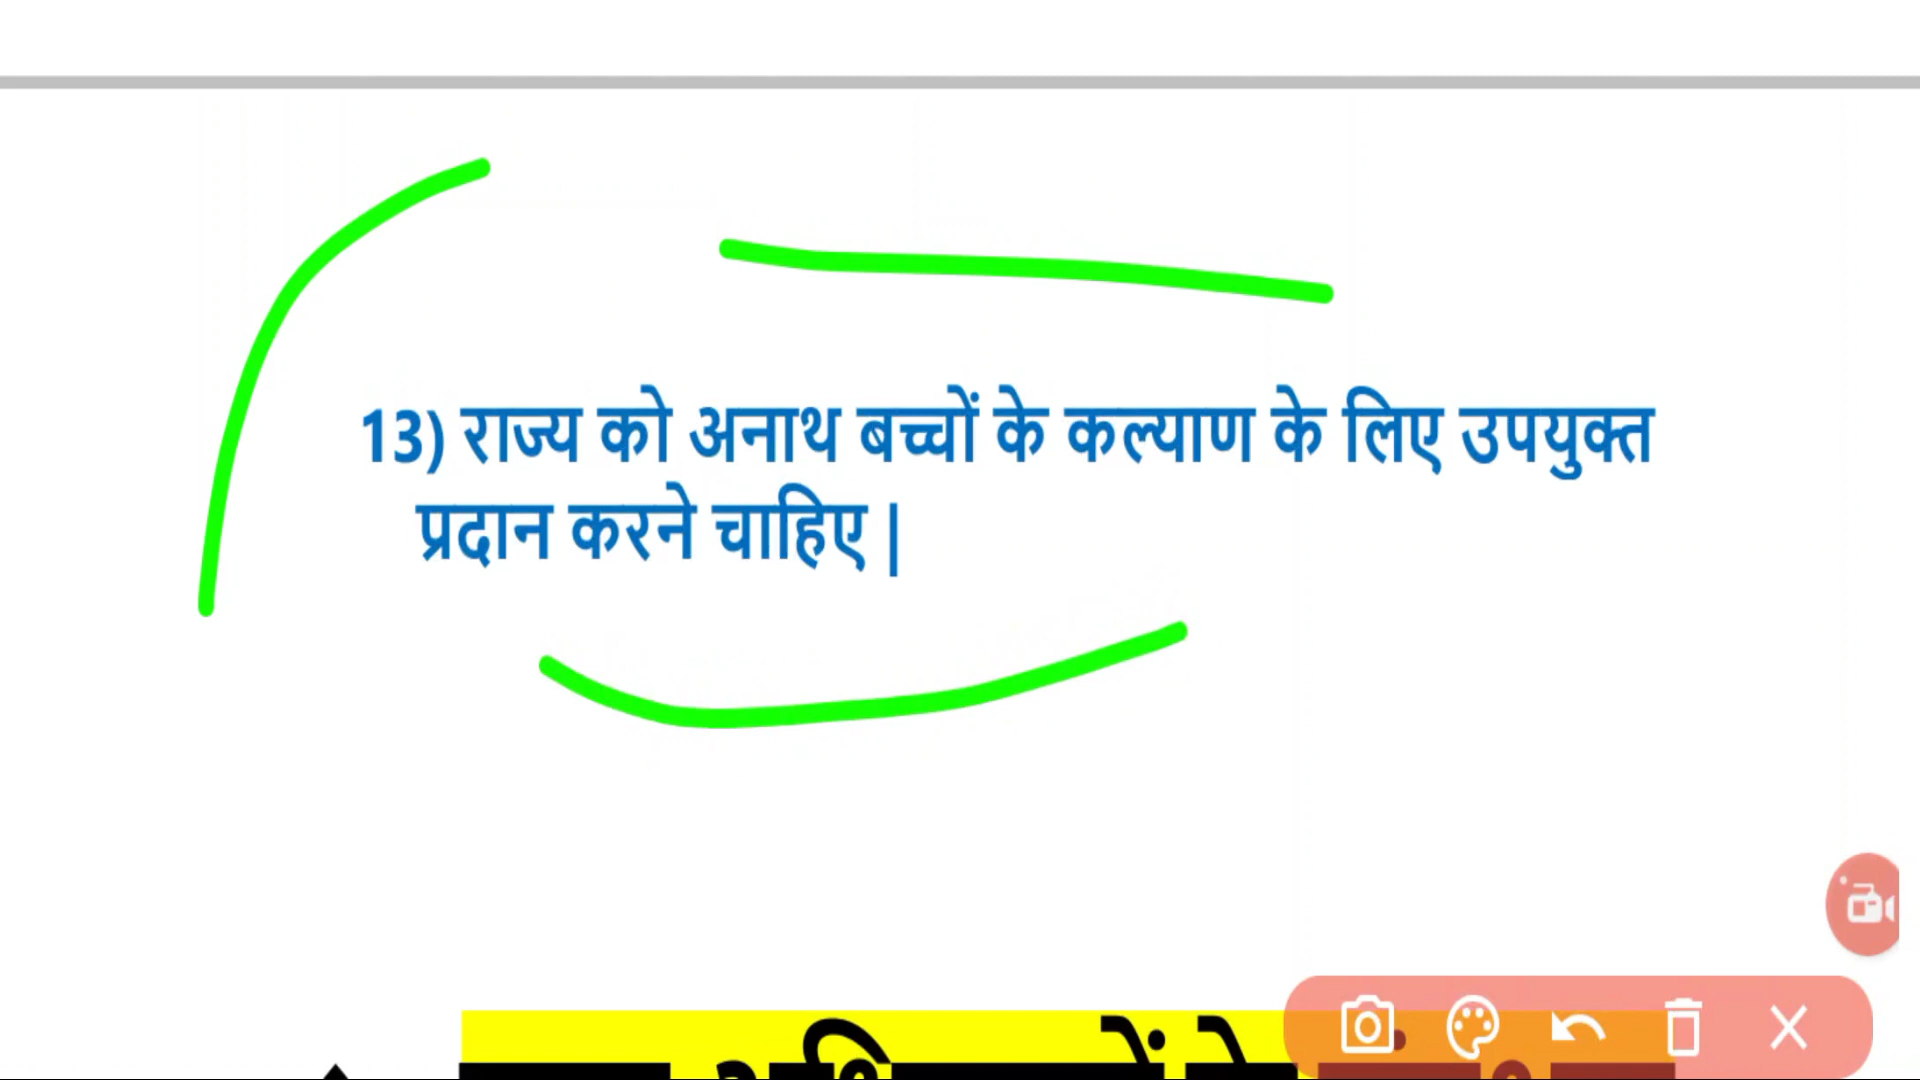 13) राज्य को अनाथ बच्चों के कल्याण के लिए उपयुक्त
प्रदान करने चाहिए |